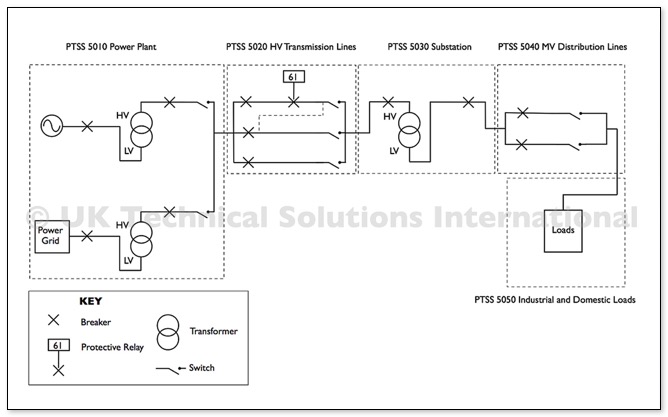 PTSS 5010 Power Plant
PTSS 5020 HV Transmission Lines
PTSS 5030 Substation
PTSS 5040 MV Distribution Lines
61
HV
HV
LV
LV
© UK Technical Solutions International
HV
Power
Grid
Loads
LV
PTSS 5050 Industrial and Domestic Loads
KEY
Breaker
Transformer
61
Protective Relay
Switch